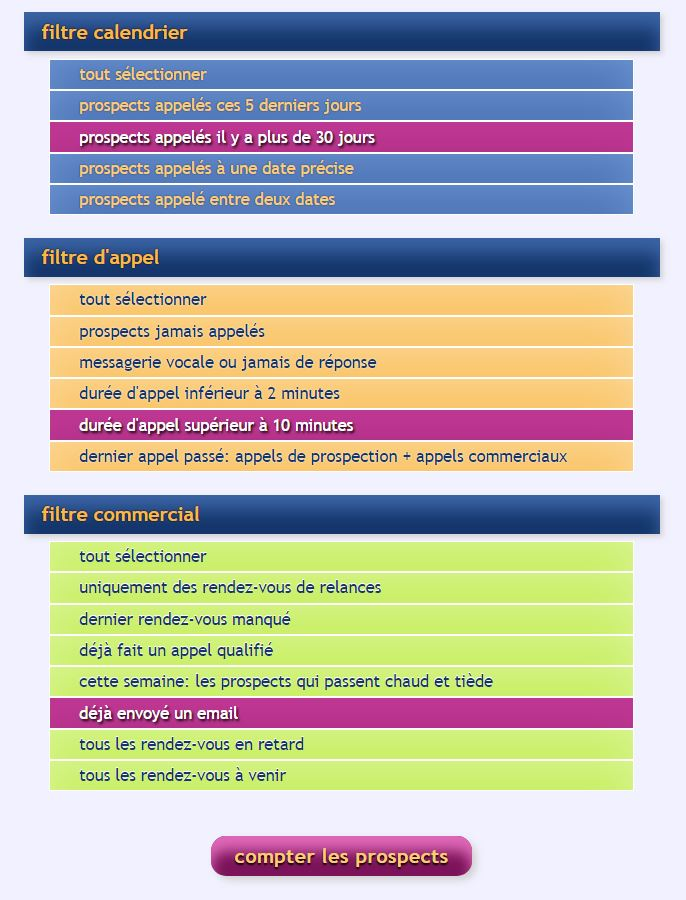 filtre calendrier
tout sélectionner
prospects appelés ces 5 derniers jours
prospects appelés il y a plus de 30 jours
prospects appelés à une date précise
prospects appelé entre deux dates
filtre d'appel
tout sélectionner
prospects jamais appelés
messagerie vocale ou jamais de réponse
durée d'appel inférieur à 2 minutes
durée d'appel supérieur à 10 minutes
dernier appel passé: appels de prospection + appels commerciaux
filtre commercial
tout sélectionner
uniquement des rendez-vous de relances
dernier rendez-vous manqué
déjà fait un appel qualifié
cette semaine: les prospects qui passent chaud et tiède
déjà envoyé un email
tous les rendez-vous en retard
tous les rendez-vous à venir
compter les prospects